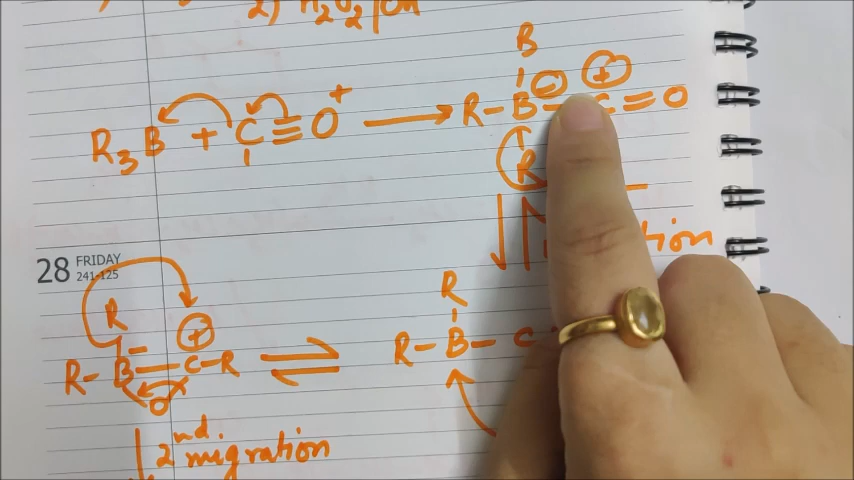 2) H2O2/OH
B
R3B + C≡O+ → R-B⊖ - C⊕=O
R
28 FRIDAY
241-125
R
R-B-C-R
O
⇌
R
R-B-C
2nd migration